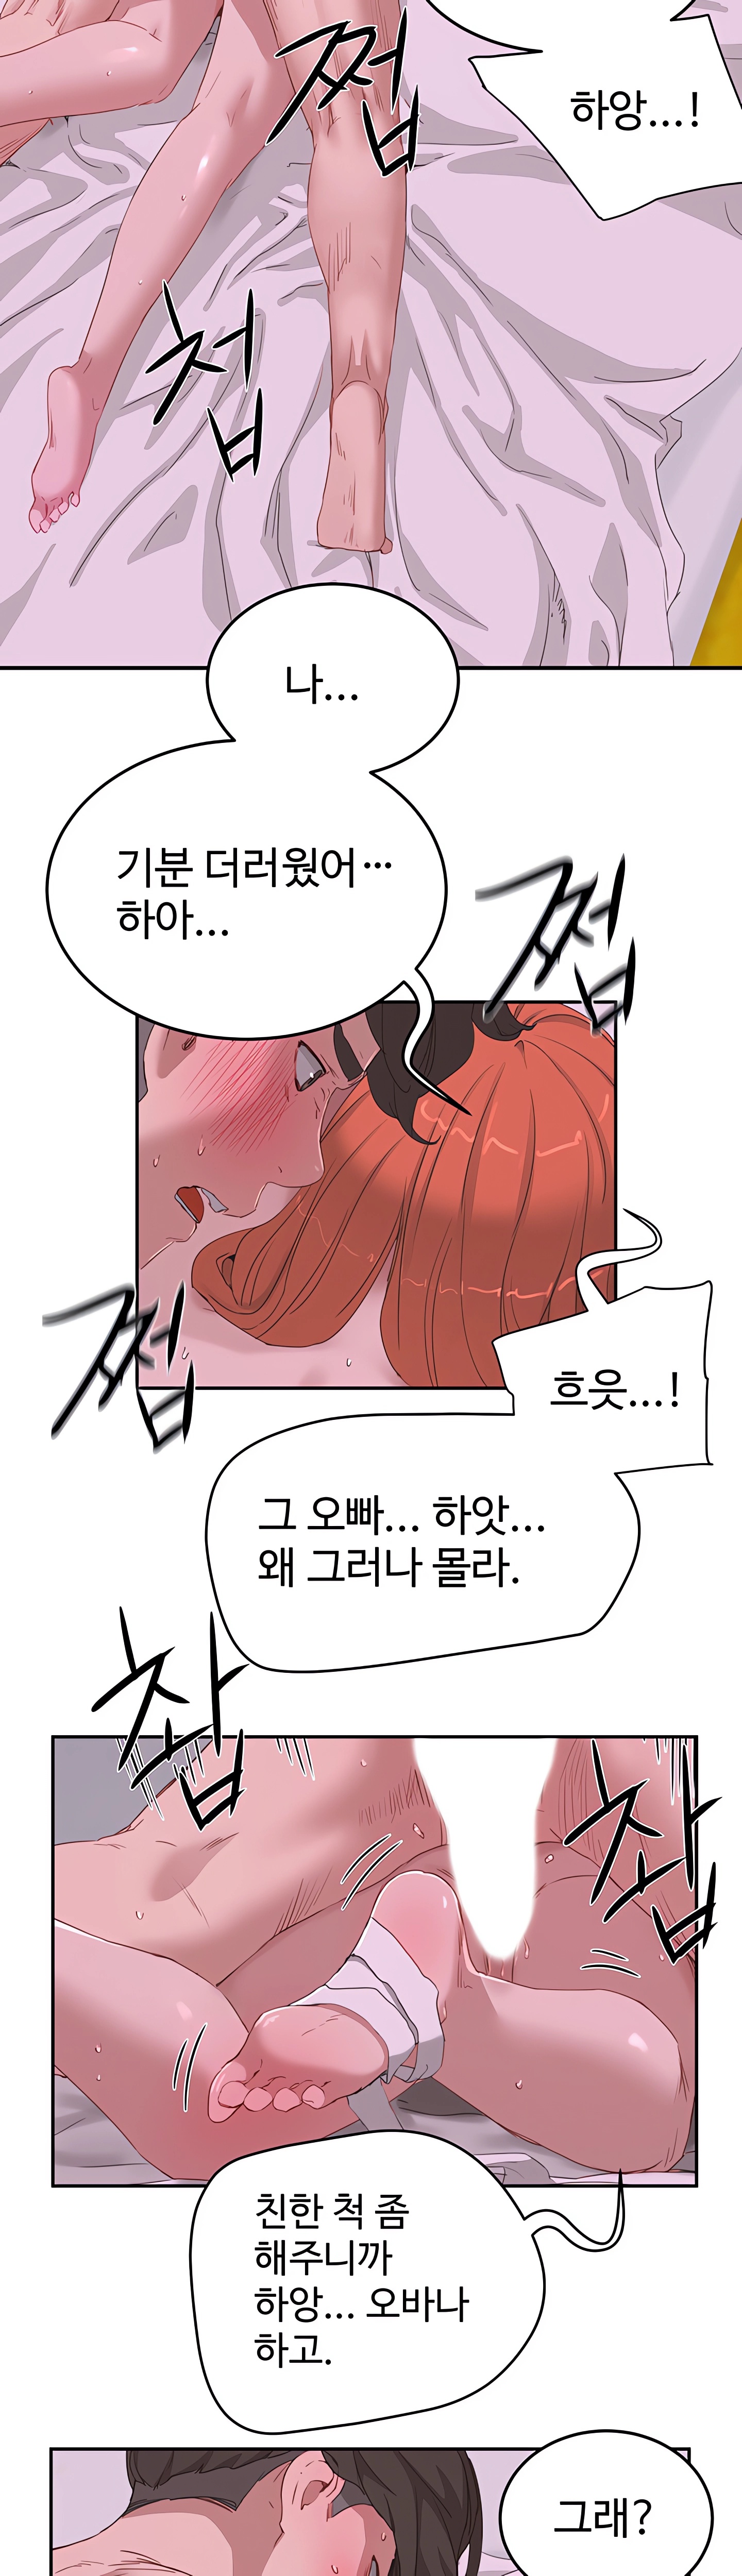 쩝
하앙...!
첩
나...
기분 더러웠어…
하아...
쩝
쩝
흐읏...!
그 오빠... 하앗...
왜 그러나 몰라.
찹
찹
친한 척 좀
해주니까
하앙... 오바나
하고.
그래?